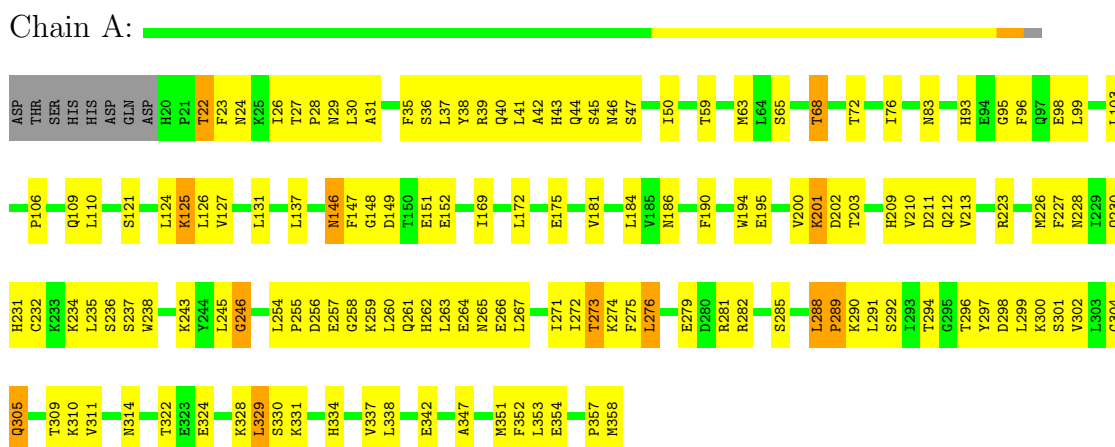 Chain A:
ASP THR SER HIS HIS ASP GLN ASP H20 P21 T22 F23 N24 K25 I26 T27 P28 N29 L30 A31 F35 S36 L37 Y38 R39 Q40 L41 A42 H43 Q44 S45 N46 S47 I50 T59 M63 L64 S65 T68 T72 I76 N83 H93 E94 G95 F96 Q97 E98 L99 L103
P106 Q109 L110 S121 L124 K125 L126 V127 L131 L137 N146 F147 G148 D149 T150 E151 E152 I169 L172 E175 V181 L184 V185 N186 F190 W194 E195 V200 K201 D202 T203 H209 V210 D211 Q212 V213 R223 M226 F227 N228 I229
H231 C232 K233 K234 L235 S236 S237 W238 K243 Y244 L245 G246 L254 P255 D256 E257 G258 K259 L260 Q261 H262 L263 E264 N265 E266 L267 I271 I272 T273 K274 F275 L276 E279 D280 R281 R282 S285 L288 P289 K290 L291 S292 I293 T294 G295 T296 Y297 D298 L299 K300 S301 V302 L303
Q305 T309 K310 V311 N314 T322 E323 E324 K328 L329 S330 K331 H334 V337 L338 E342 A347 M351 F352 L353 E354 P357 M358